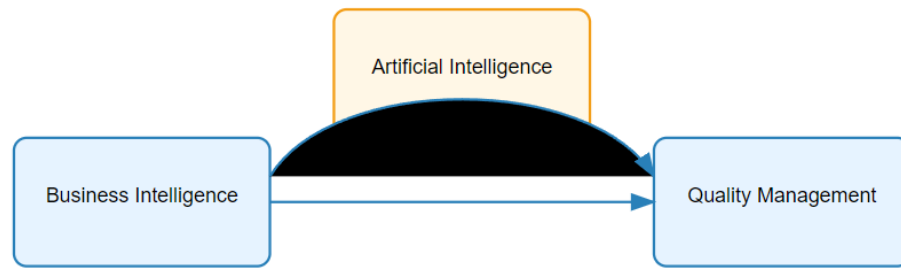 Artificial Intelligence
Business Intelligence
Quality Management